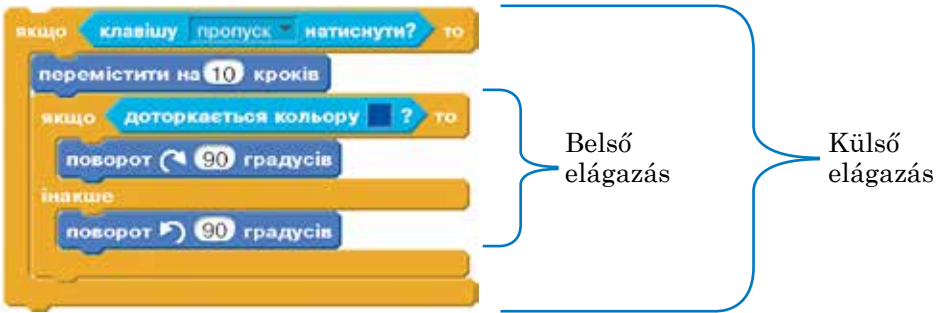 якщо клавішу пропуск натиснути? то
перемістити на 10 кроків
якщо доторкається кольору ? то
поворот 90 градусів
інакше
поворот 90 градусів
Belső
elágazás
Külső
elágazás